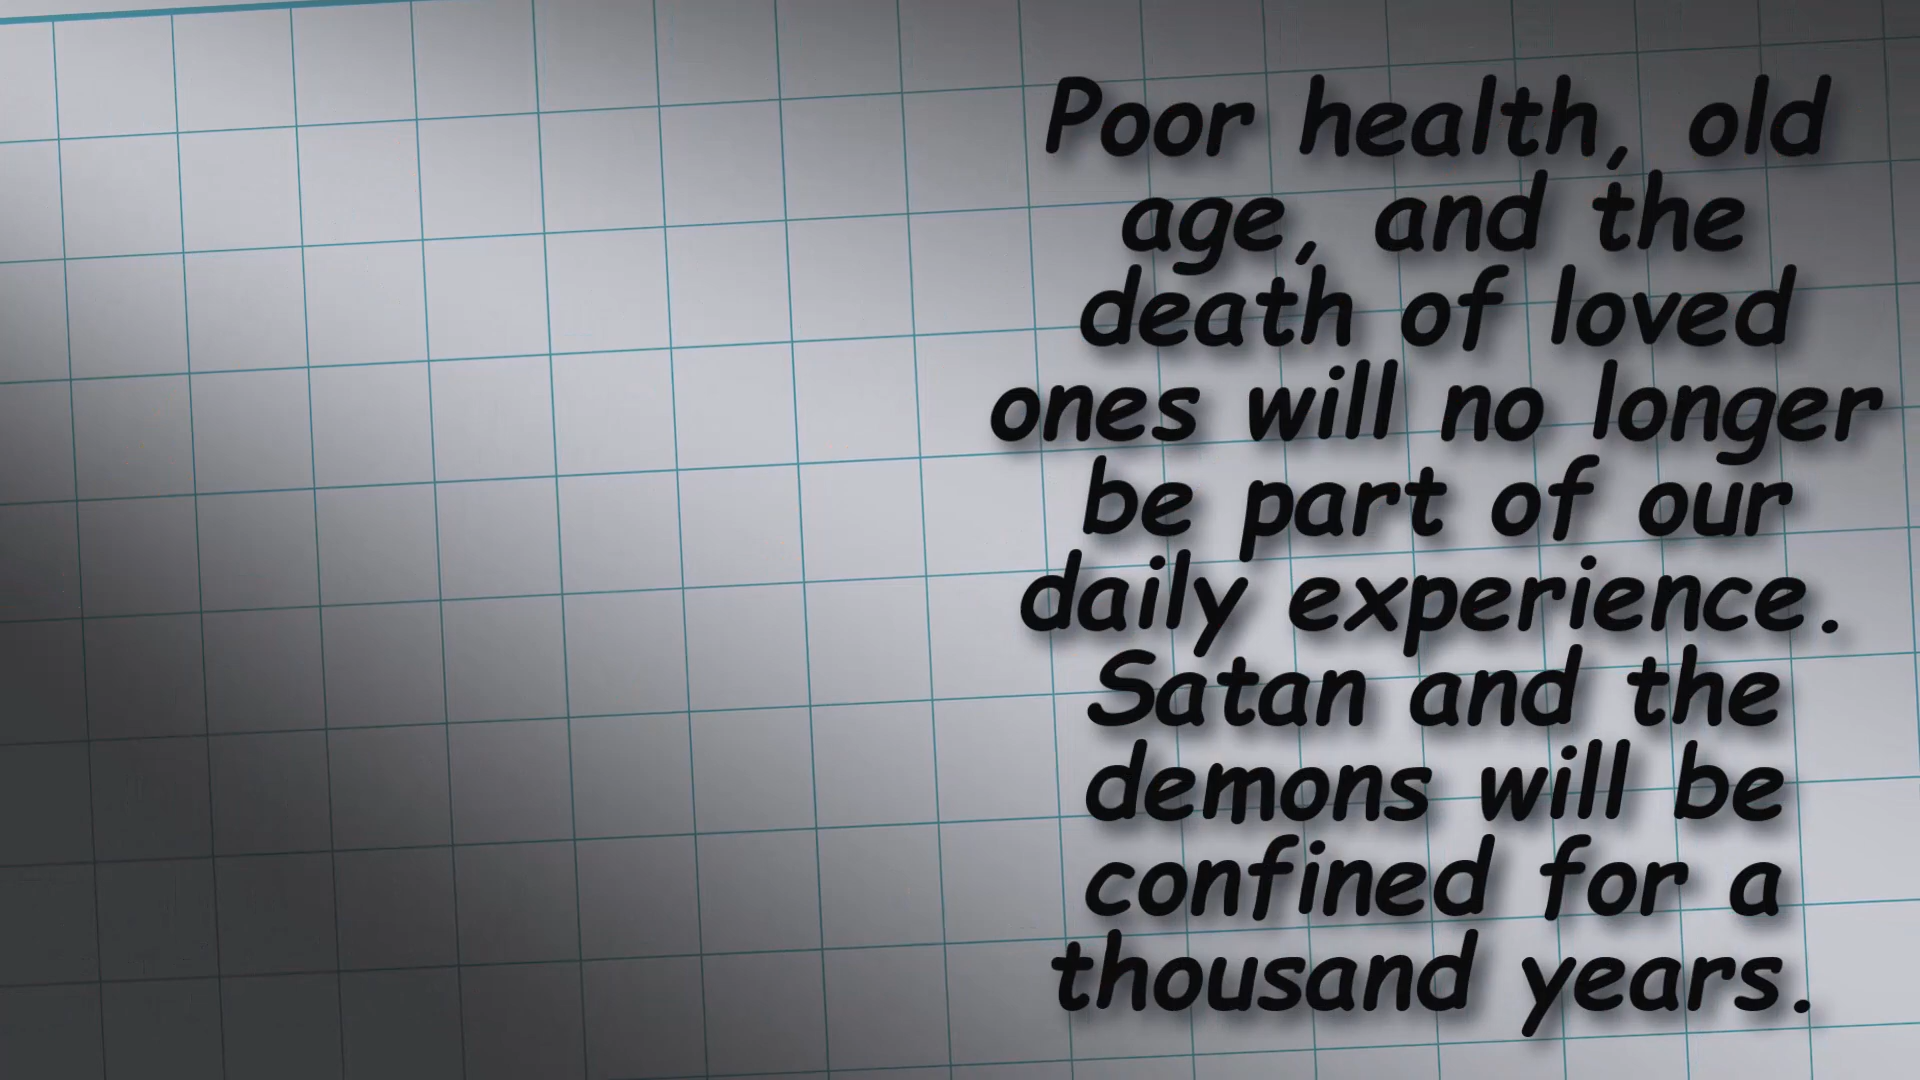 Poor health, old
age, and the
death of loved
ones will no longer
be part of our
daily experience.
Satan and the
demons will be
confined for a
thousand years.